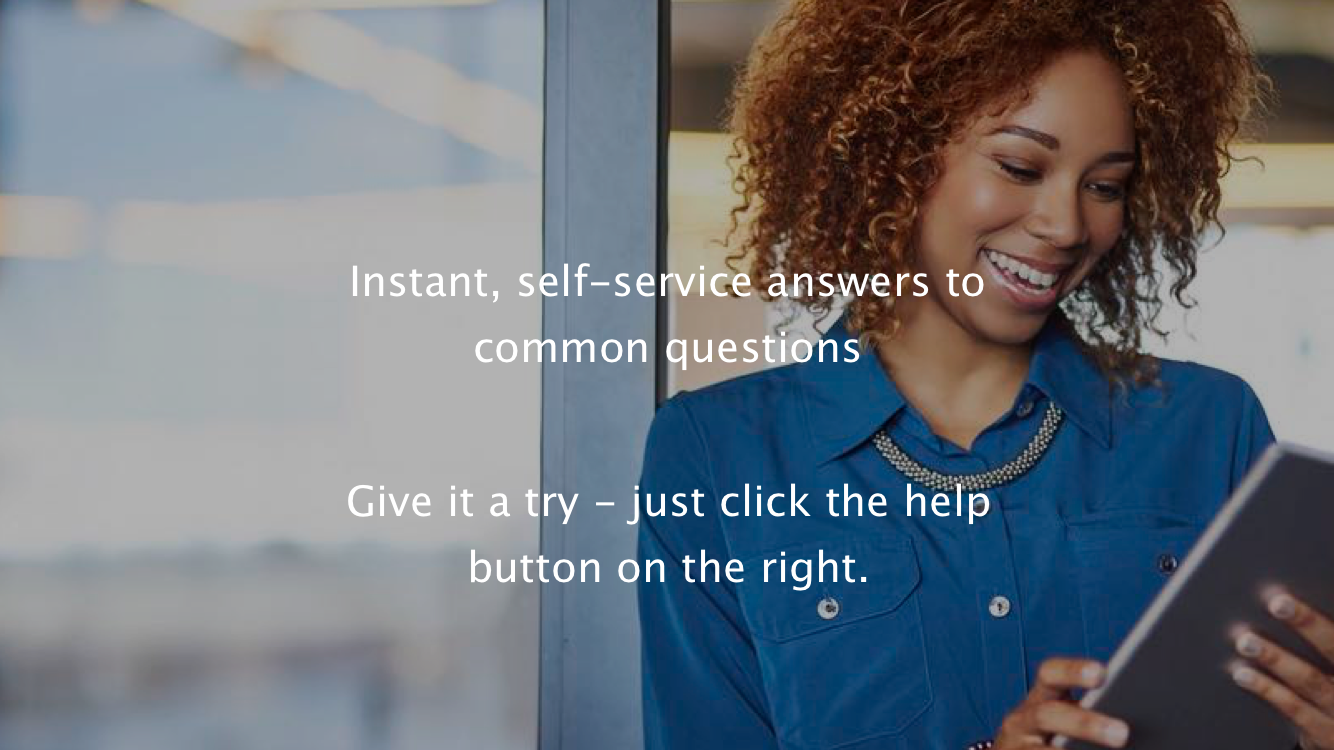 Instant, self-service answers to
common questions
Give it a try - just click the help
button on the right.